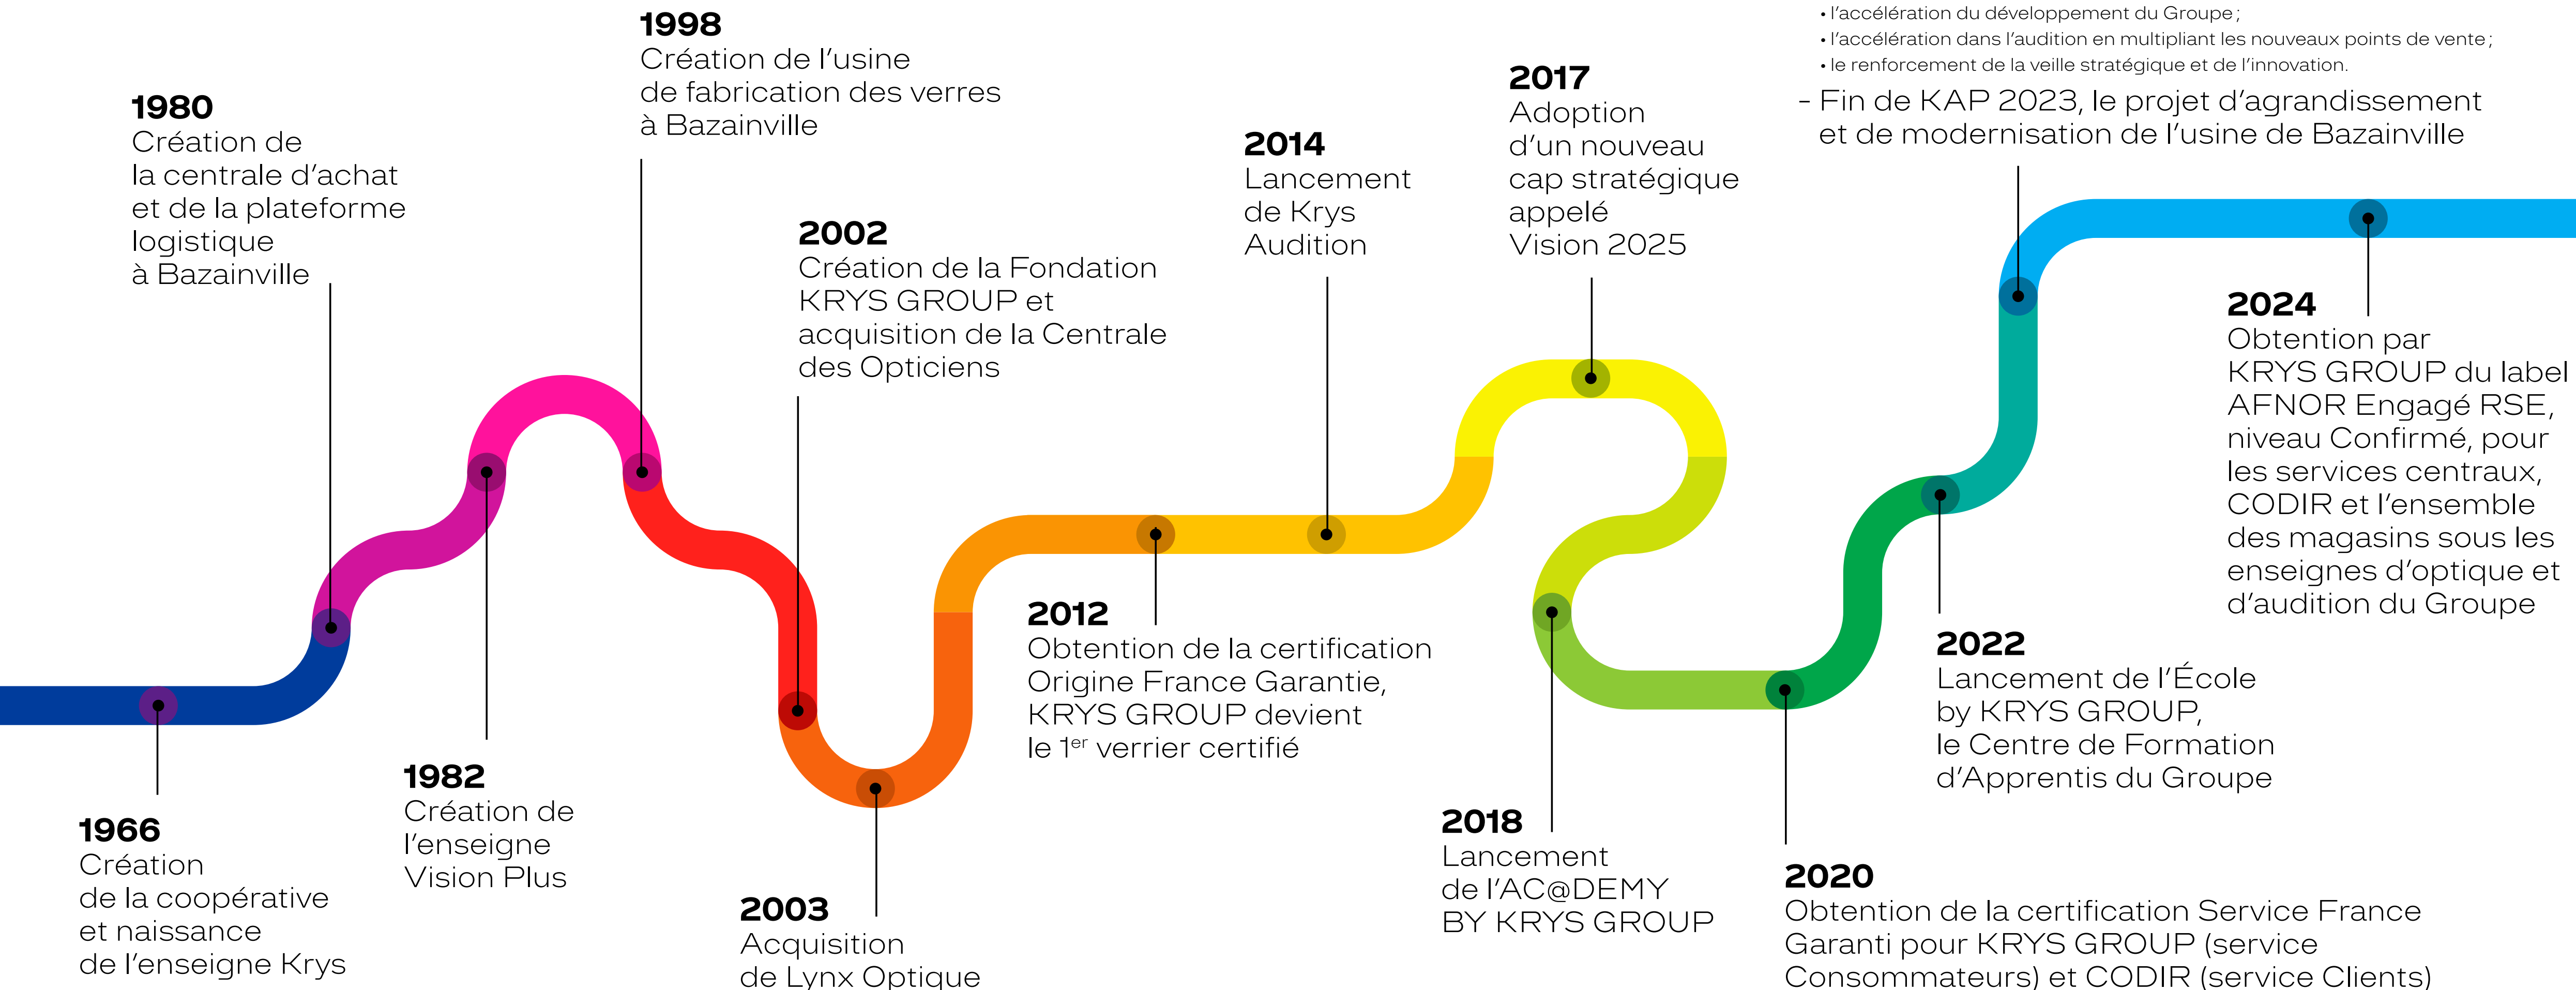 1966
Création
de la coopérative
et naissance
de l’enseigne Krys
1980
Création de
la centrale d’achat
et de la plateforme
logistique
à Bazainville
1982
Création de
l’enseigne
Vision Plus
1998
Création de l’usine
de fabrication des verres
à Bazainville
2002
Création de la Fondation
KRYS GROUP et
acquisition de la Centrale
des Opticiens
2003
Acquisition
de Lynx Optique
2012
Obtention de la certification
Origine France Garantie,
KRYS GROUP devient
le 1er verrier certifié
2014
Lancement
de Krys
Audition
2017
Adoption
d’un nouveau
cap stratégique
appelé
Vision 2025
2018
Lancement
de l’AC@DEMY
BY KRYS GROUP
2020
Obtention de la certification Service France
Garanti pour KRYS GROUP (service
Consommateurs) et CODIR (service Clients)
2022
Lancement de l’École
by KRYS GROUP,
le Centre de Formation
d’Apprentis du Groupe
• l’accélération du développement du Groupe ;
• l’accélération dans l’audition en multipliant les nouveaux points de vente ;
• le renforcement de la veille stratégique et de l’innovation.
– Fin de KAP 2023, le projet d’agrandissement
et de modernisation de l’usine de Bazainville
2024
Obtention par
KRYS GROUP du label
AFNOR Engagé RSE,
niveau Confirmé, pour
les services centraux,
CODIR et l’ensemble
des magasins sous les
enseignes d’optique et
d’audition du Groupe